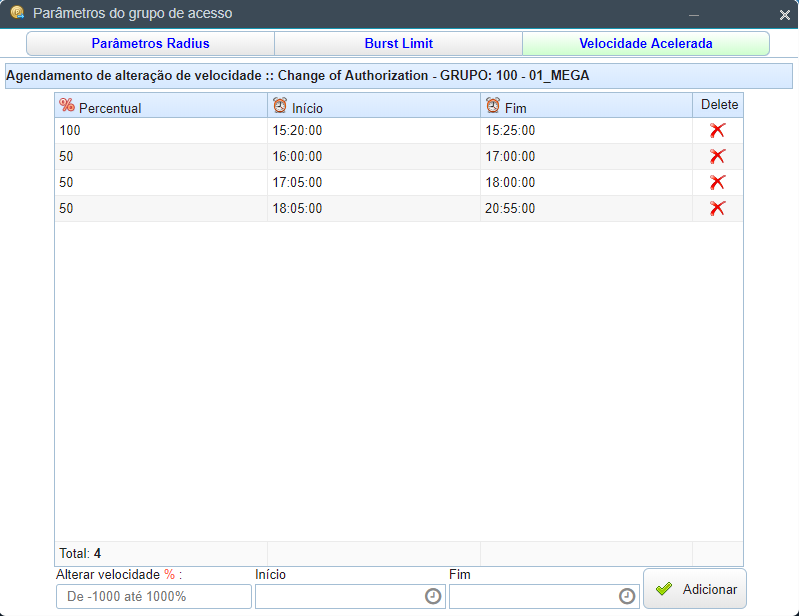 Parâmetros do grupo de acesso
Parâmetros Radius Burst Limit Velocidade Acelerada
Agendamento de alteração de velocidade :: Change of Authorization - GRUPO: 100 - 01_MEGA
% Percentual Início Fim Delete
100 15:20:00 15:25:00
50 16:00:00 17:00:00
50 17:05:00 18:00:00
50 18:05:00 20:55:00
Total: 4
Alterar velocidade % : Início Fim
De -1000 até 1000% Adicionar